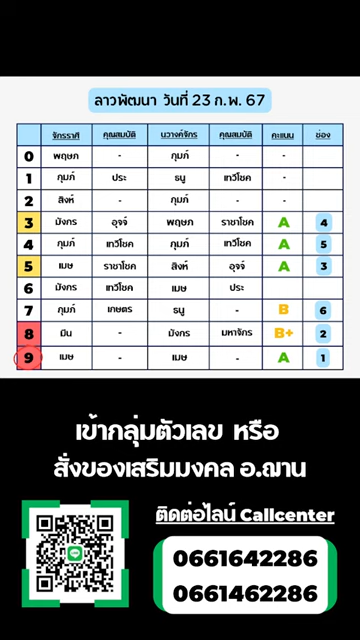 ลาวพัฒนา วันที่ 23 ก.พ. 67
จักรราศี คุณสมบัติ นวางค์จักร คุณสมบัติ คะแนน ช่อง
0 พฤษภ - กุมภ์ - -
1 กุมภ์ ประ ธนู เทวีโชค -
2 สิงห์ - กุมภ์ - -
3 มังกร อุจจ์ พฤษภ ราชาโชค A 4
4 กุมภ์ เทวีโชค กุมภ์ เทวีโชค A 5
5 เมษ ราชาโชค สิงห์ อุจจ์ A 3
6 มังกร เทวีโชค เมษ ประ
7 กุมภ์ เกษตร ธนู - B 6
8 มีน - มังกร มหาจักร B+ 2
9 เมษ - เมษ - A 1
เข้ากลุ่มตัวเลข หรือ
สั่งของเสริมมงคล อ.ฌาน
ติดต่อไลน์ Callcenter
0661642286
0661462286